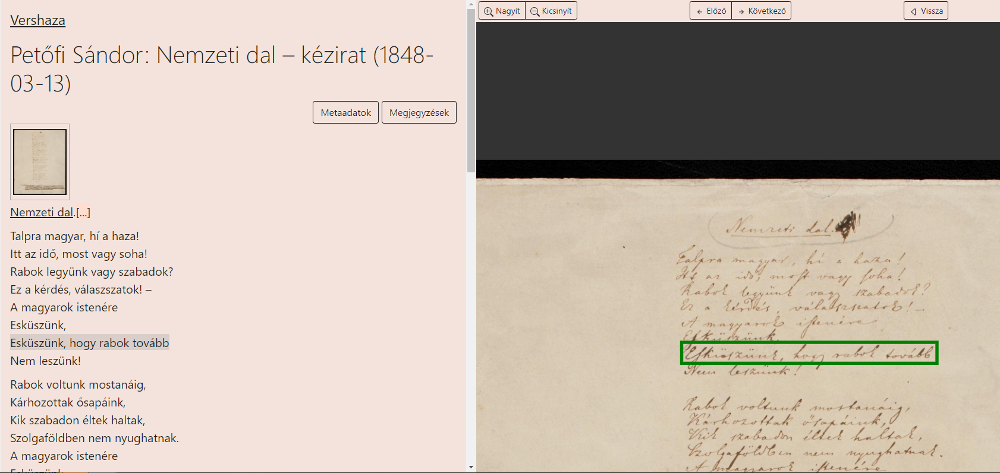 Vershaza
Petőfi Sándor: Nemzeti dal – kézirat (1848-
03-13)
Metaadatok
Megjegyzések
Nemzeti dal.[...]
Talpra magyar, hí a haza!
Itt az idő, most vagy soha!
Rabok legyünk vagy szabadok?
Ez a kérdés, válaszszatok! –
A magyarok istenére
Esküszünk,
Esküszünk, hogy rabok tovább
Nem leszünk!
Rabok voltunk mostanáig,
Kárhozottak ősapáink,
Kik szabadon éltek haltak,
Szolgaföldben nem nyughatnak.
A magyarok istenére
Esküszünk
Nagyít
Kicsinyít
← Előző
→ Következő
Vissza
Nemzeti dal.
Talpra magyar, hí a haza!
Itt az idő, most vagy soha!
Rabok legyünk vagy szabadok?
Ez a kérdés, válaszszatok! –
A magyarok istenére
Esküszünk,
Esküszünk, hogy rabok tovább
Nem leszünk!
Rabok voltunk mostanáig,
Kárhozottak ősapáink,
Kik szabadon éltek haltak,
Szolgaföldben nem nyughatnak.
A magyarok istenére